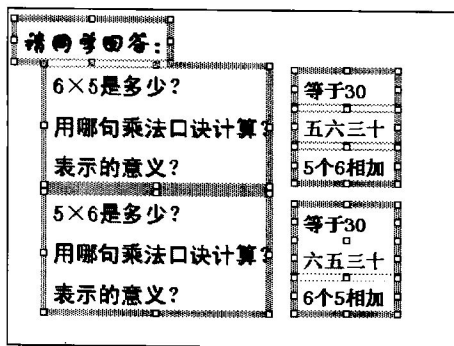 请同学回答:
6×5是多少?
用哪句乘法口诀计算?
表示的意义?
等于30
五六三十
5个6相加
5×6是多少?
用哪句乘法口诀计算?
表示的意义?
等于30
六五三十
6个5相加